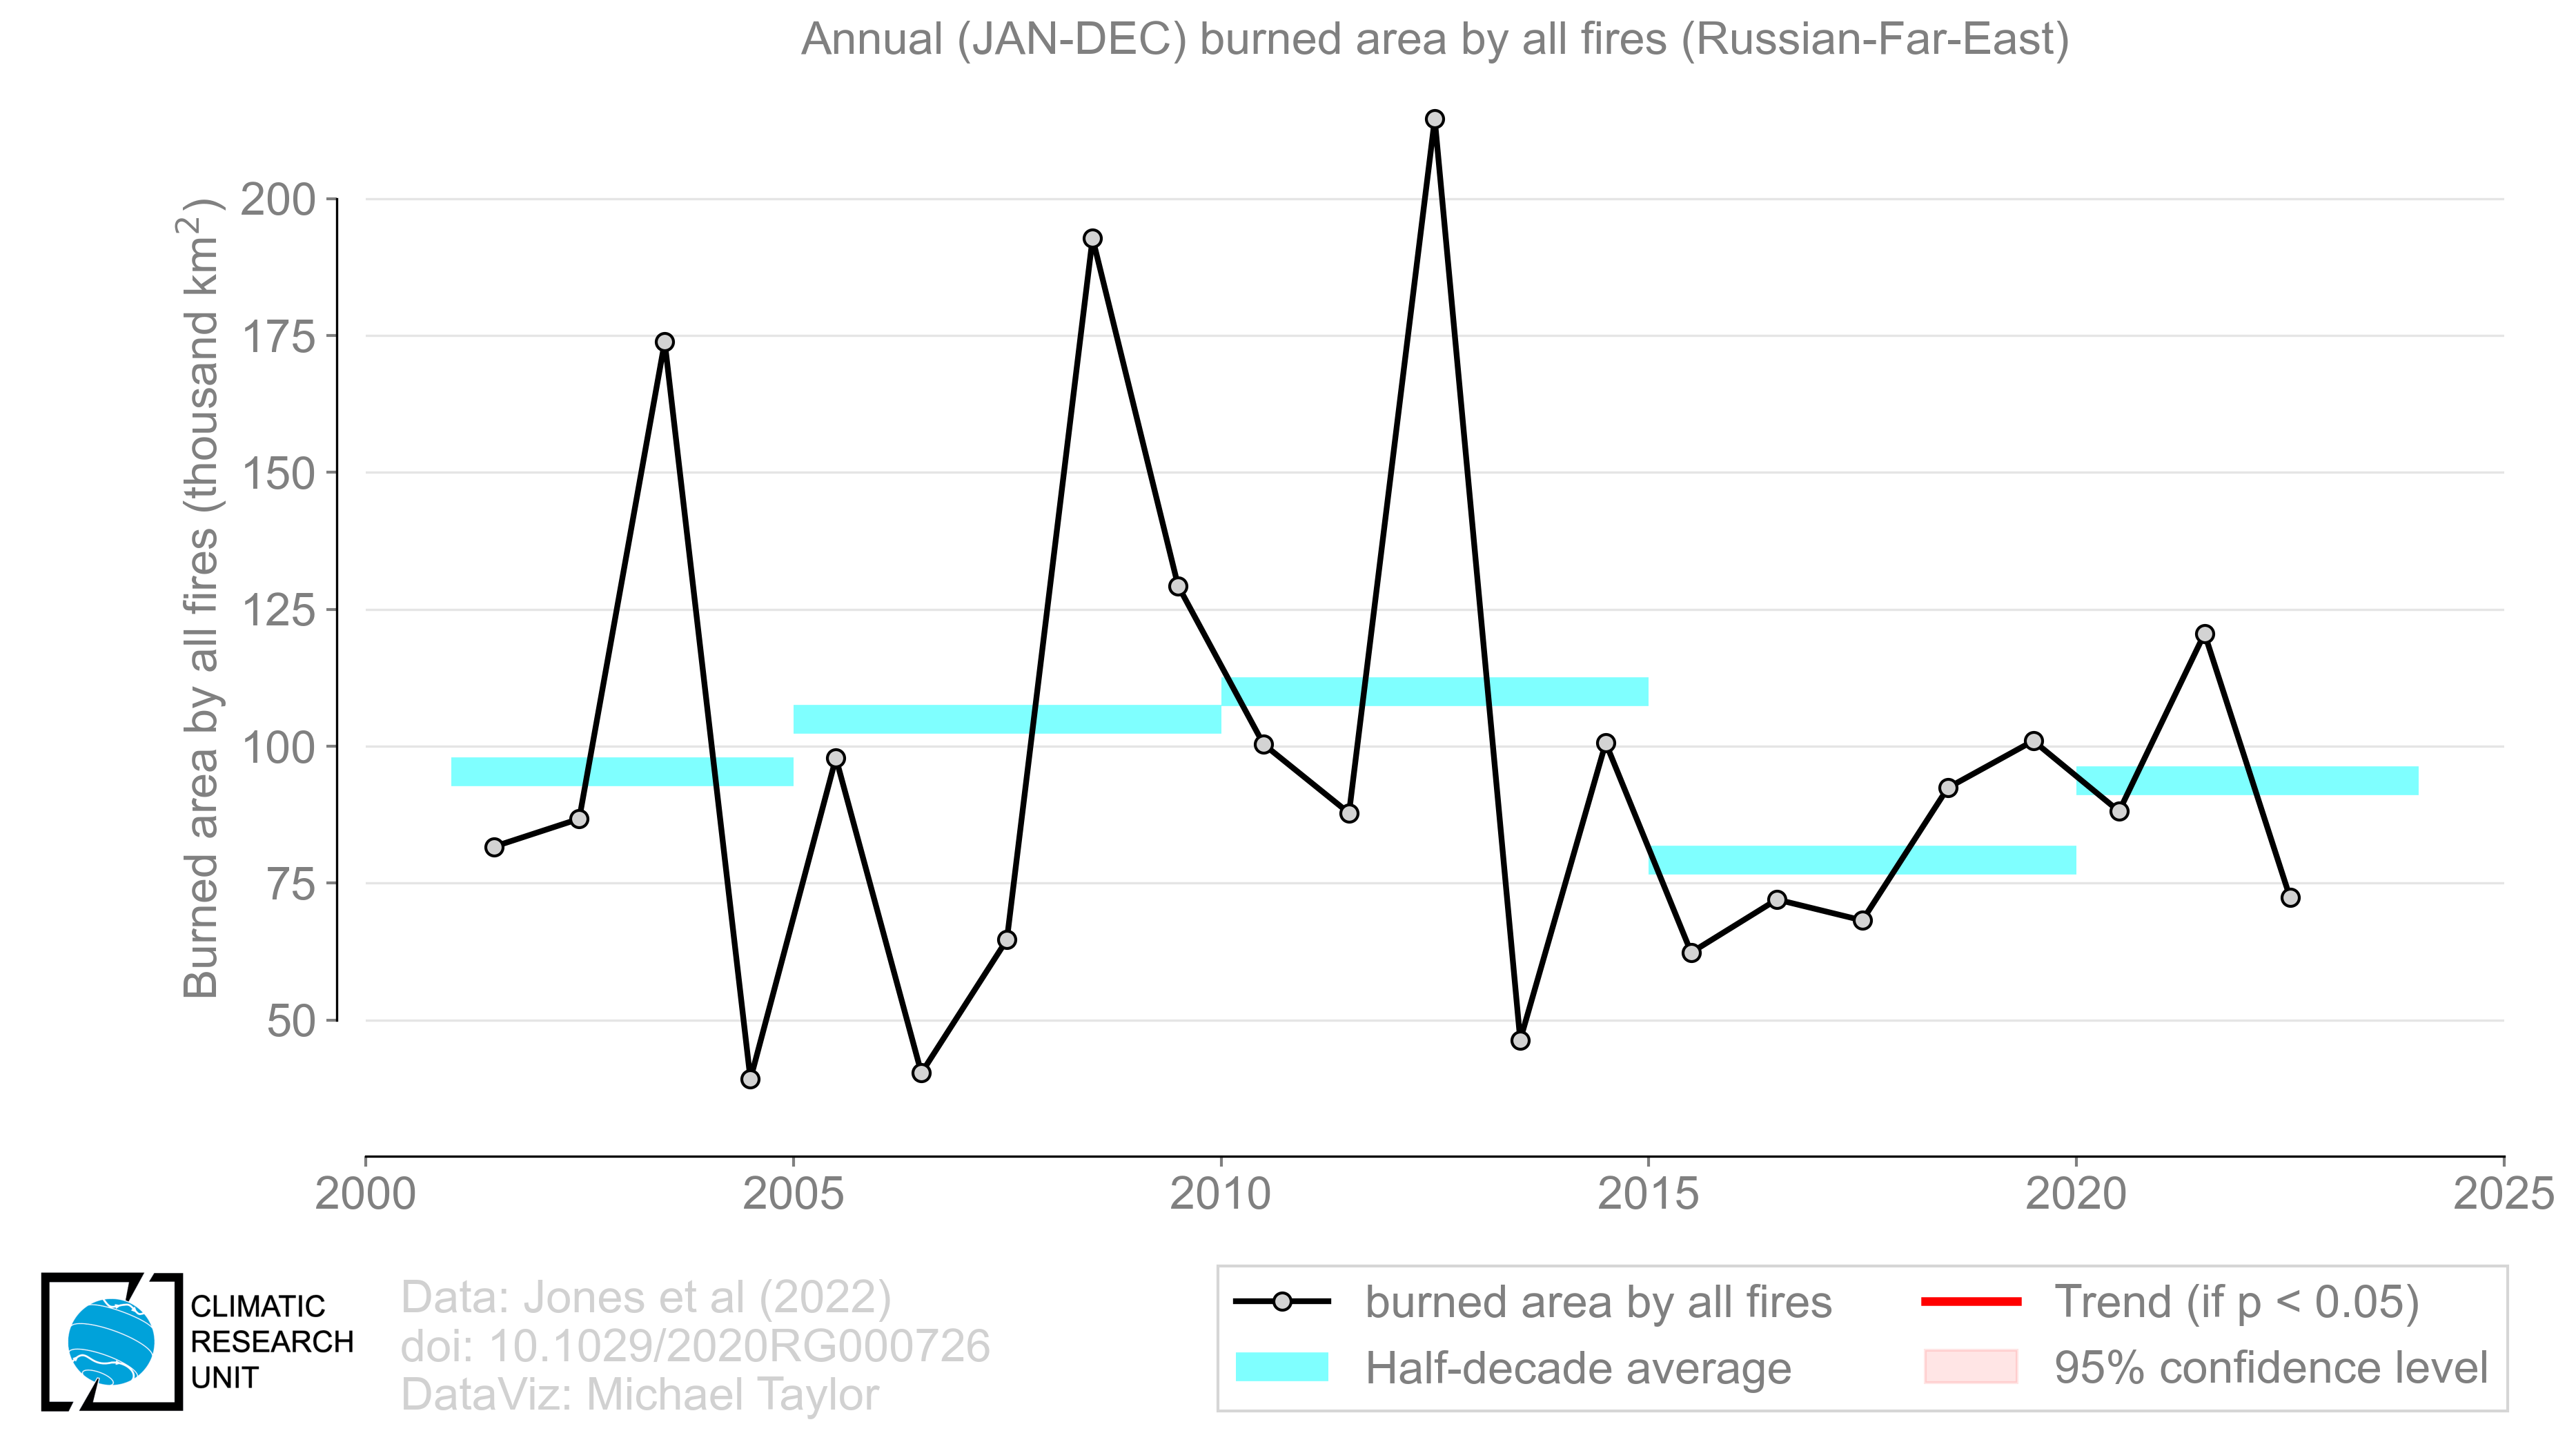 Annual (JAN-DEC) burned area by all fires (Russian-Far-East)
Burned area by all fires (thousand km²)
200
175
150
125
100
75
50
2000
2005
2010
2015
2020
2025
CLIMATIC
RESEARCH
UNIT
Data: Jones et al (2022)
doi: 10.1029/2020RG000726
DataViz: Michael Taylor
burned area by all fires
Half-decade average
Trend (if p < 0.05)
95% confidence level